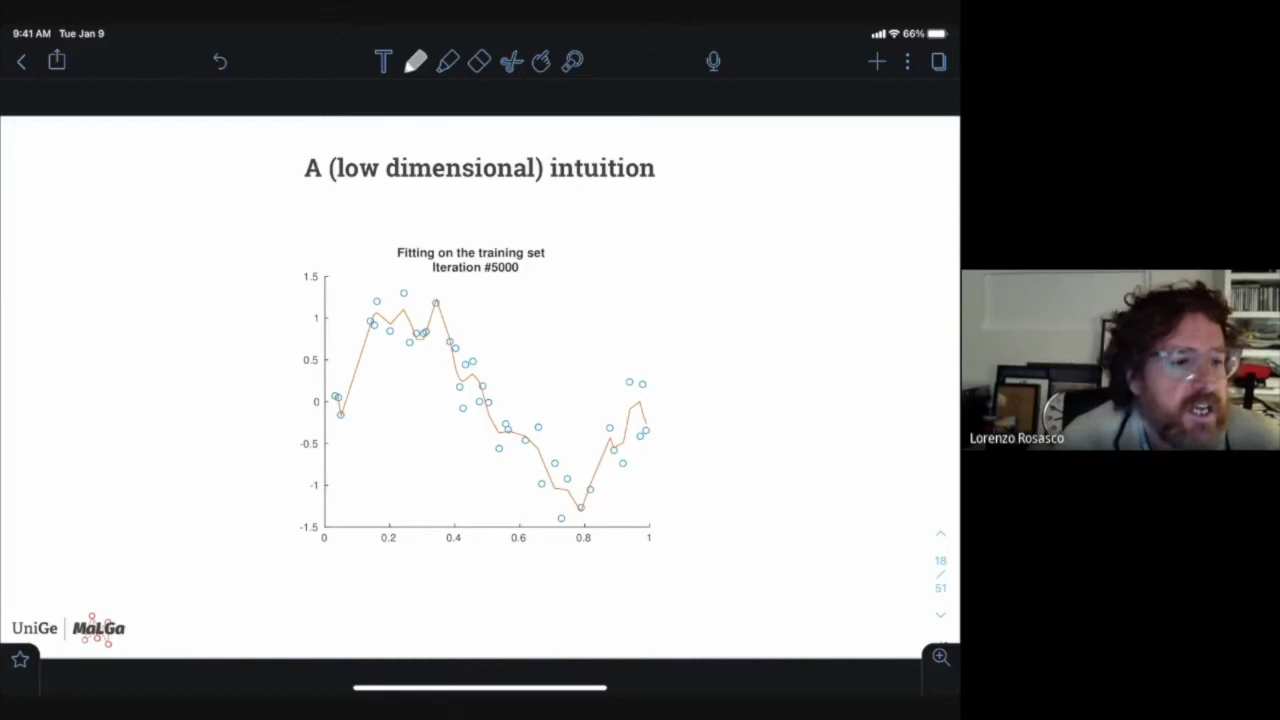 9:41 AM Tue Jan 9
66%
T
A (low dimensional) intuition
Fitting on the training set
Iteration #5000
1.5
1
0.5
0
-0.5
-1
-1.5
0 0.2 0.4 0.6 0.8 1
18
/
51
UniGe | MaLGa
Lorenzo Rosasco